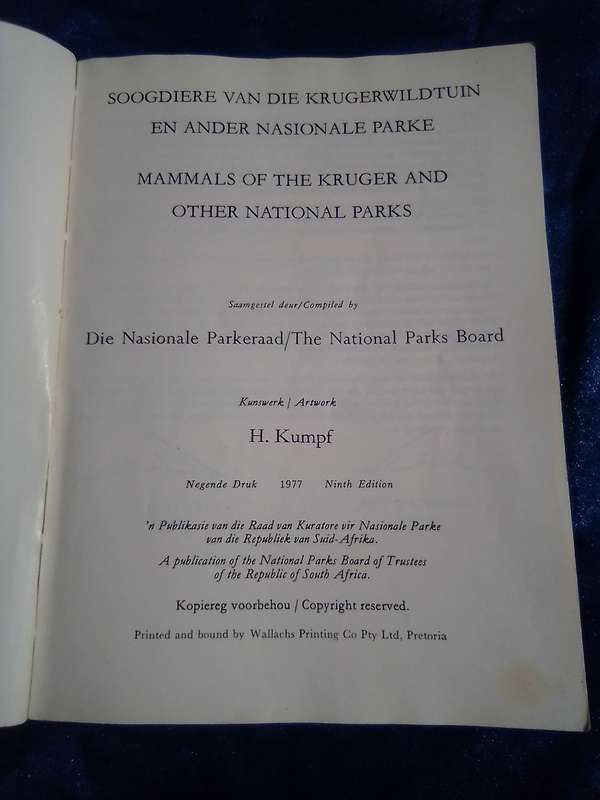 SOOGDIERE VAN DIE KRUGERWILDTUIN
EN ANDER NASIONALE PARKE
MAMMALS OF THE KRUGER AND
OTHER NATIONAL PARKS
Saamgestel deur/Compiled by
Die Nasionale Parkeraad/The National Parks Board
Kunswerk / Artwork
H. Kumpf
Negende Druk 1977 Ninth Edition
'n Publikasie van die Raad van Kuratore vir Nasionale Parke
van die Republiek van Suid-Afrika.
A publication of the National Parks Board of Trustees
of the Republic of South Africa.
Kopiereg voorbehou / Copyright reserved.
Printed and bound by Wallachs Printing Co Pty Ltd, Pretoria